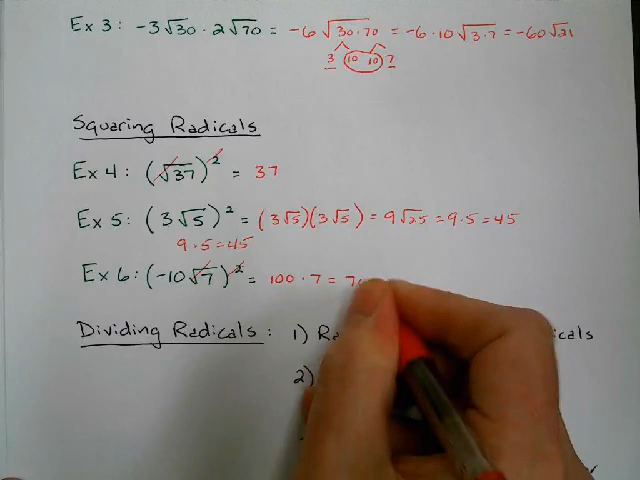 Ex 3: -3√30 · 2√70 = -6√30·70 = -6·10√3·7 = -60√21
3 10 10 7
Squaring Radicals
Ex 4: (√37)² = 37
Ex 5: (3√5)² = (3√5)(3√5) = 9√25 = 9·5 = 45
9·5=45
Ex 6: (-10√7)² = 100·7 = 70
Dividing Radicals: 1)
2)